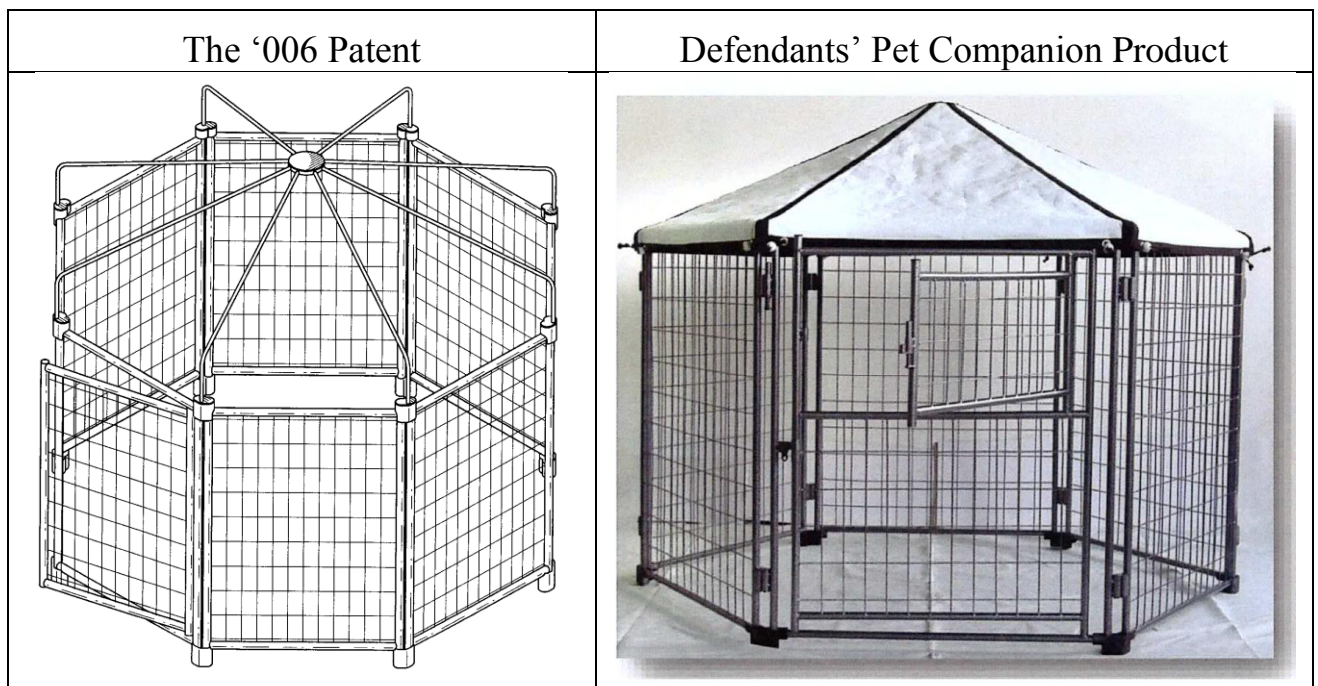 The ‘006 Patent
Defendants’ Pet Companion Product